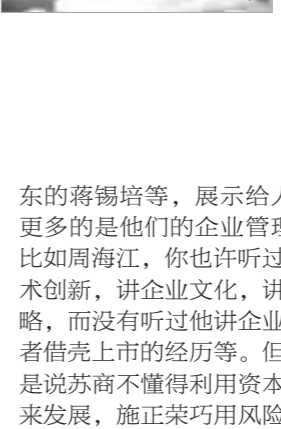 东的蒋锡培等，展示给人
更多的是他们的企业管理
比如周海江，你也许听过
术创新，讲企业文化，讲
略，而没有听过他讲企业
者借壳上市的经历等。但
是说苏商不懂得利用资本
来发展，施正荣巧用风险